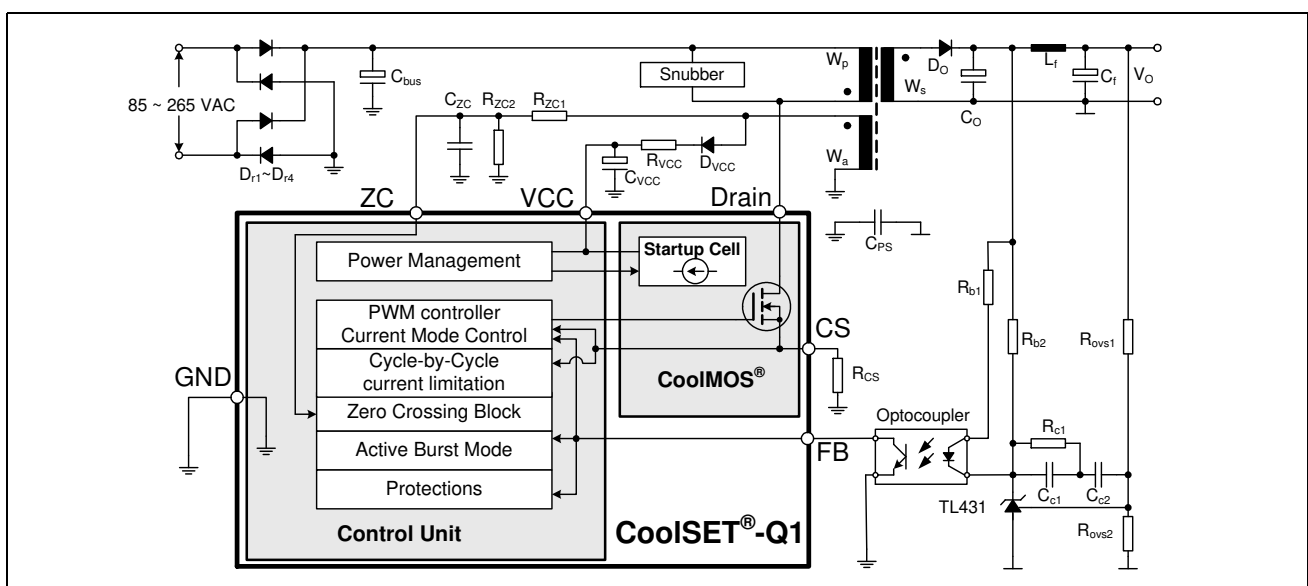 85 ~ 265 VAC
Dr1~Dr4
Cbus
Snubber
Wp
Ws
Wa
DO
CO
Lf
Cf
VO
CZC
RZC2
RZC1
RVCC
DVCC
CVCC
CPS
ZC
VCC
Drain
Power Management
Startup Cell
PWM controller
Current Mode Control
Cycle-by-Cycle
current limitation
Zero Crossing Block
Active Burst Mode
Protections
Control Unit
CoolMOS®
CoolSET®-Q1
GND
CS
RCS
FB
Optocoupler
Rb1
Rb2
Rovs1
Rc1
Cc1
Cc2
TL431
Rovs2